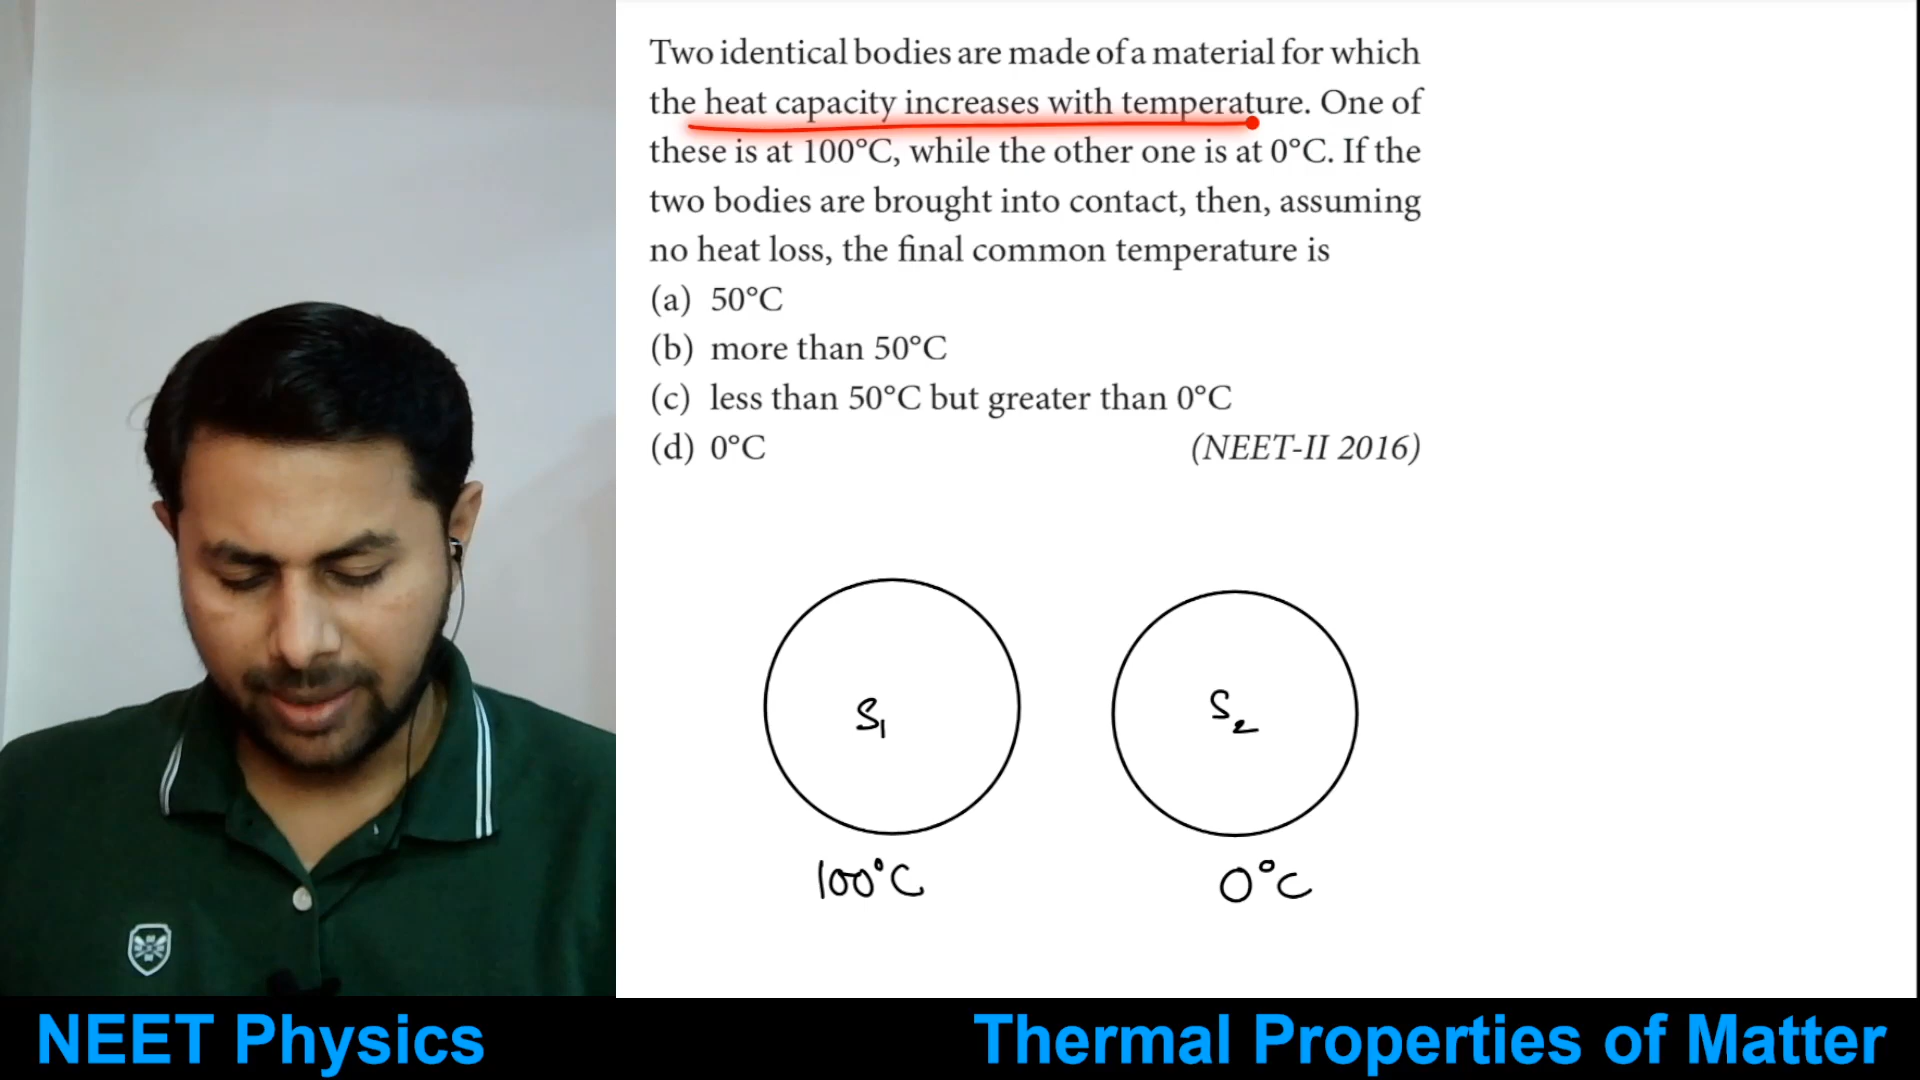 Two identical bodies are made of a material for which
the heat capacity increases with temperature. One of
these is at 100°C, while the other one is at 0°C. If the
two bodies are brought into contact, then, assuming
no heat loss, the final common temperature is
(a) 50°C
(b) more than 50°C
(c) less than 50°C but greater than 0°C
(d) 0°C (NEET-II 2016)
S₁ S₂
100°C 0°C
NEET Physics Thermal Properties of Matter